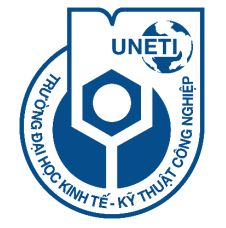 UNETI
TRƯỜNG ĐẠI HỌC KINH TẾ - KỸ THUẬT CÔNG NGHIỆP